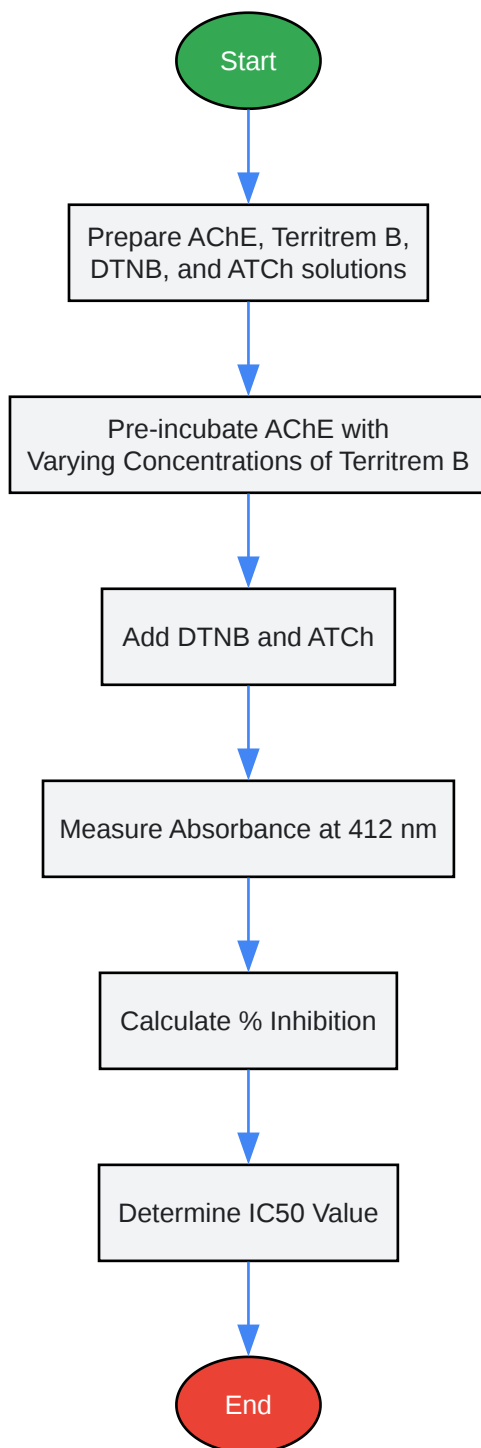 Start
Prepare AChE, Territrem B,
DTNB, and ATCh solutions
Pre-incubate AChE with
Varying Concentrations of Territrem B
Add DTNB and ATCh
Measure Absorbance at 412 nm
Calculate % Inhibition
Determine IC50 Value
End